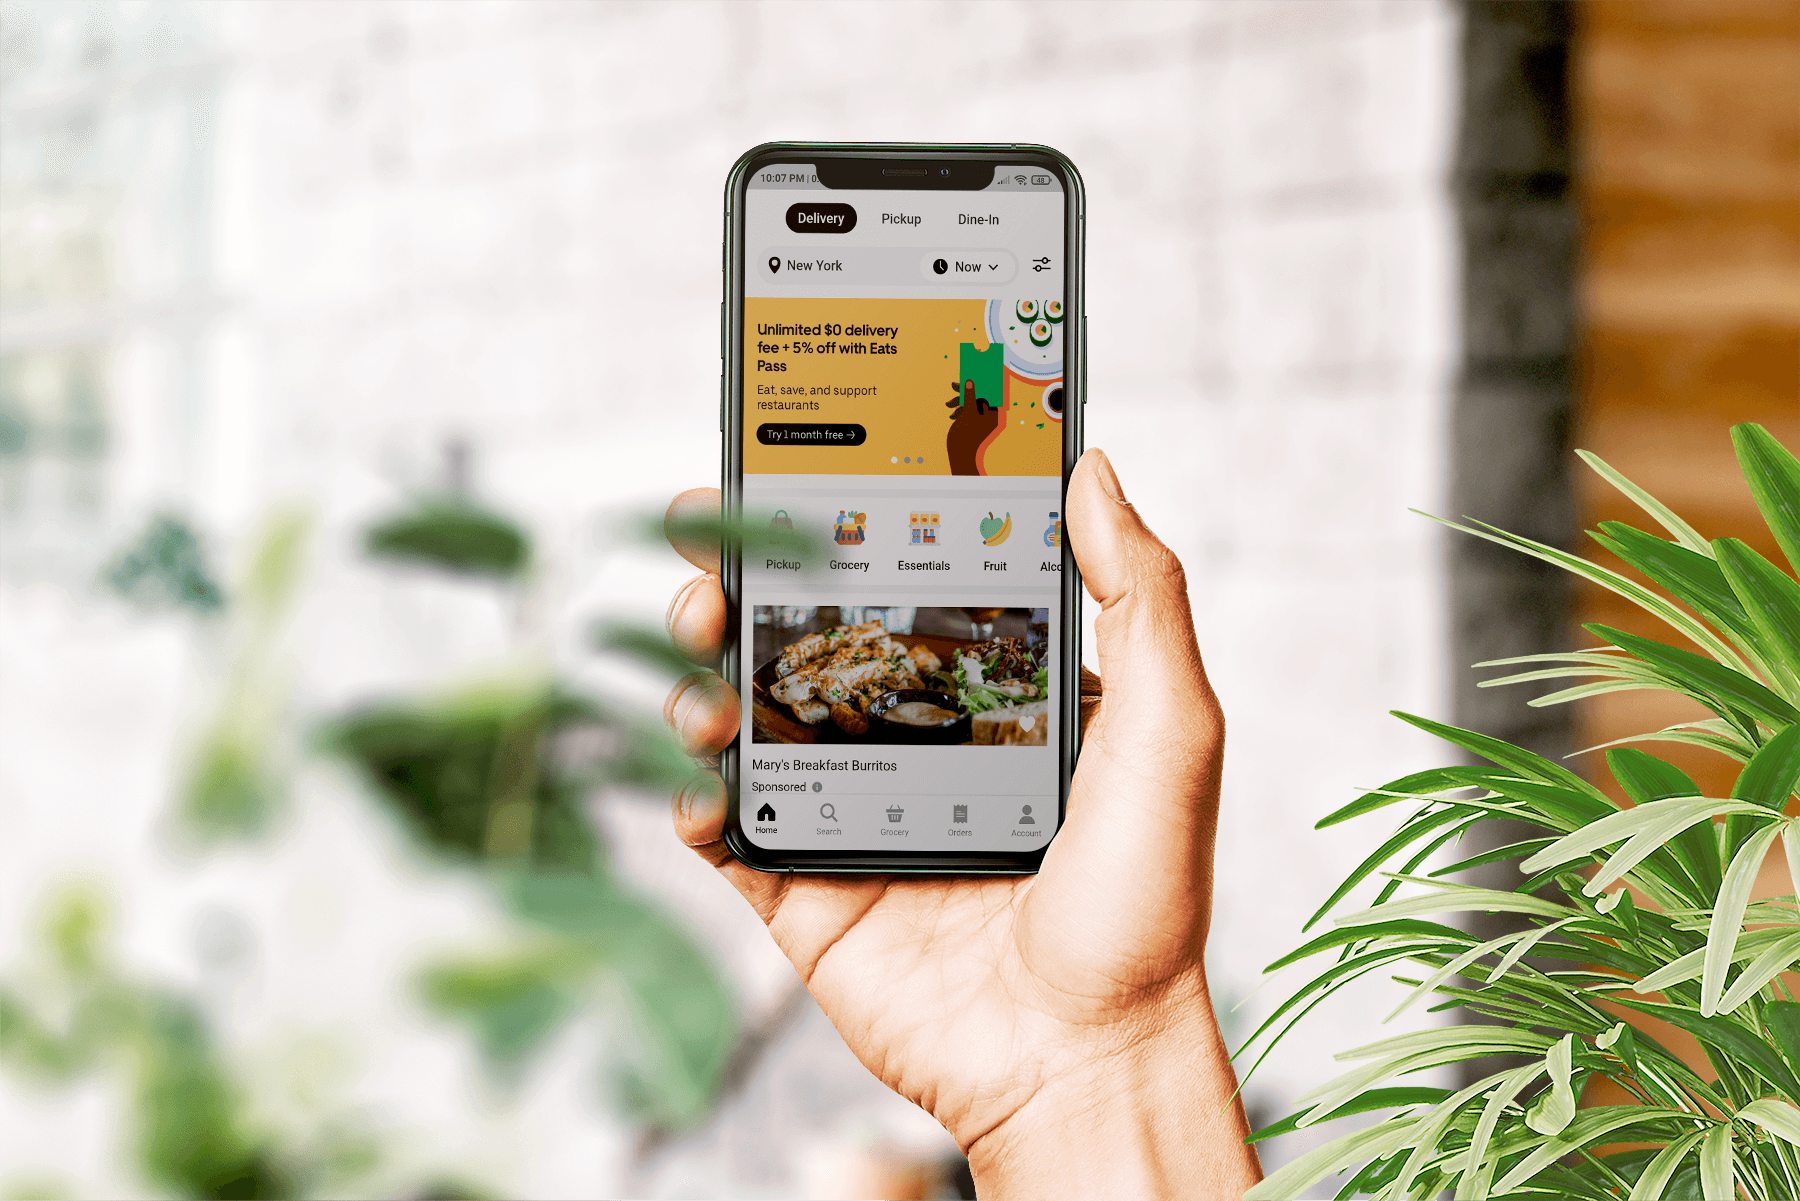 10:07 PM | 0.
48
Delivery Pickup Dine-In
New York Now
Unlimited $0 delivery
fee + 5% off with Eats
Pass
Eat, save, and support
restaurants
Try 1 month free →
Pickup Grocery Essentials Fruit Alco
Mary's Breakfast Burritos
Sponsored
Home Search Grocery Orders Account